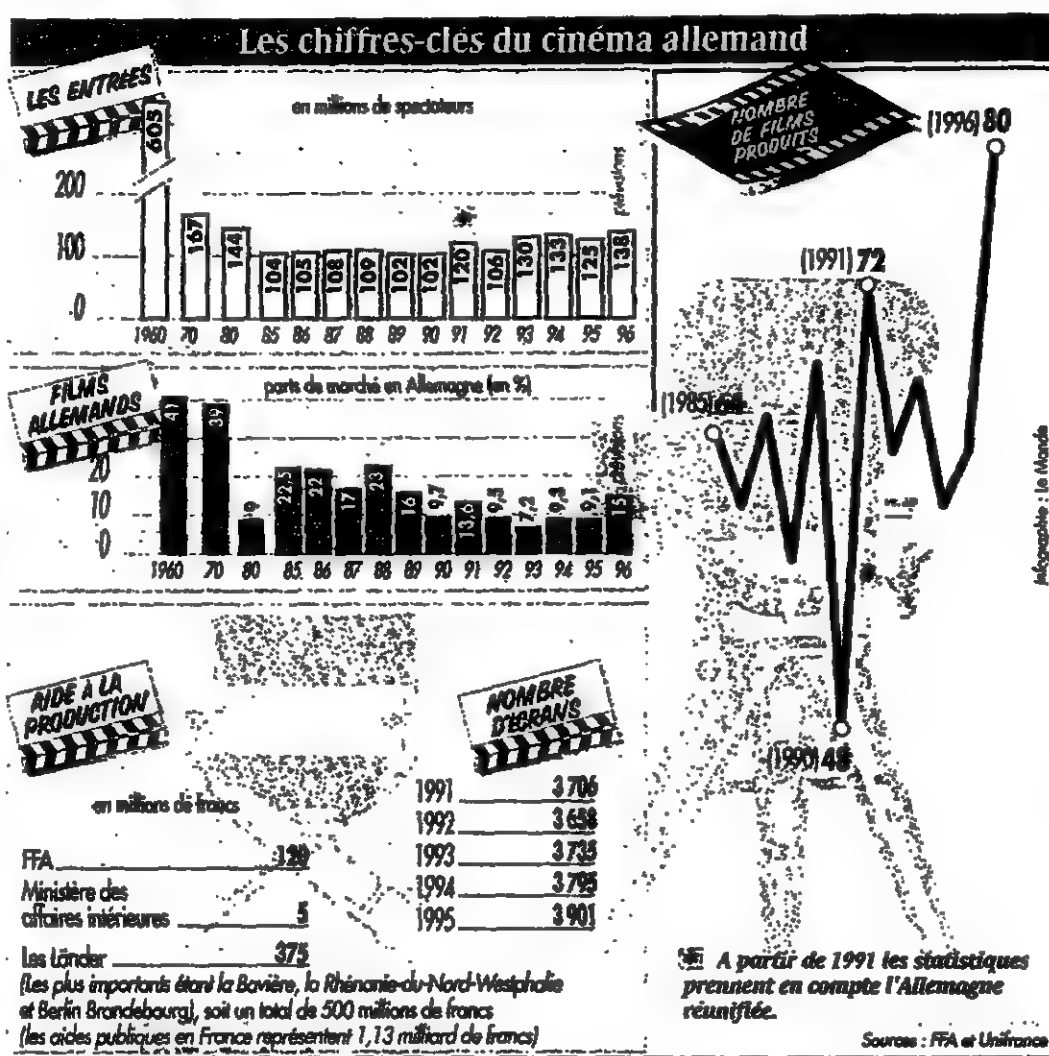 Les chiffres-clés du cinéma allemand
LES ENTRÉES
en millions de spectateurs
605
200
100
0
167
144
104
105
108
109
102
102
120
106
130
133
125
138
prévisions
1960 70 80 85 86 87 88 89 90 91 92 93 94 95 96
FILMS
ALLEMANDS
parts de marché en Allemagne (en %)
20
10
0
41
39
9
22,5
22
17
23
16
9,7
13,6
9,5
7,2
9,1
15
prévisions
1960 70 80 85 86 87 88 89 90 91 92 93 94 95 96
AIDE A LA
PRODUCTION
en millions de francs
FFA 120
Ministère des
affaires intérieures 5
Les Länder 375
(Les plus importants étant la Bavière, la Rhénanie-du-Nord-Westphalie
et Berlin Brandebourg), soit un total de 500 millions de francs
(les aides publiques en France représentent 1,13 milliard de francs)
NOMBRE
D'ÉCRANS
1991 3 706
1992 3 658
1993 3 735
1994 3 795
1995 3 901
NOMBRE
DE FILMS
PRODUITS
(1996) 80
(1991) 72
(1985)
(1990) 48
Infographie : Le Monde
A partir de 1991 les statistiques
prennent en compte l'Allemagne
réunifiée.
Sources : FFA et Unifrance